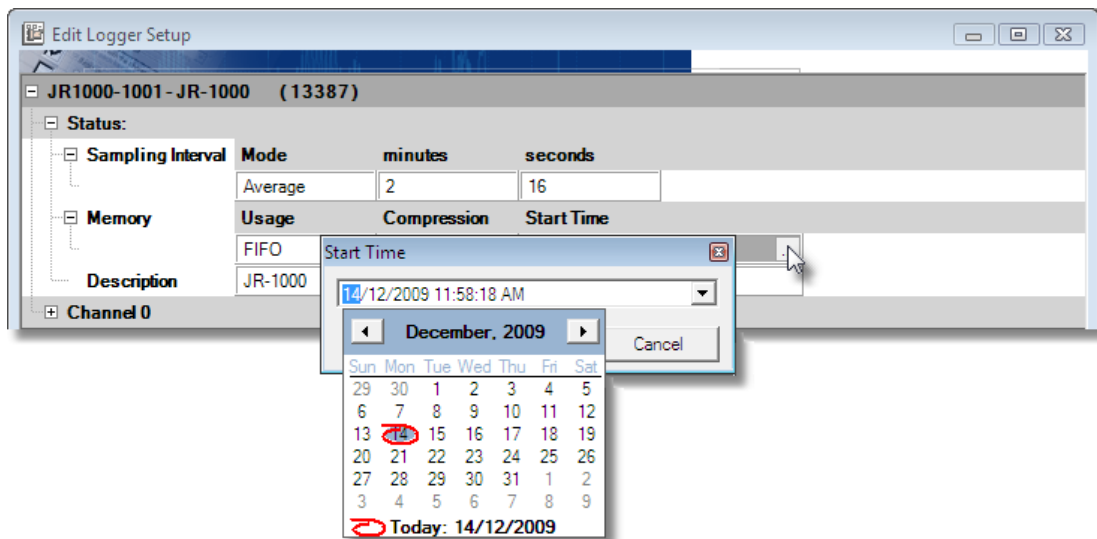 Edit Logger Setup
JR1000-1001 - JR-1000 (13387)
Status:
Sampling Interval Mode minutes seconds
Average 2 16
Memory Usage Compression Start Time
FIFO
Description JR-1000
Channel 0
Start Time
14/12/2009 11:58:18 AM
Cancel
December, 2009
Sun Mon Tue Wed Thu Fri Sat
29 30 1 2 3 4 5
6 7 8 9 10 11 12
13 14 15 16 17 18 19
20 21 22 23 24 25 26
27 28 29 30 31 1 2
3 4 5 6 7 8 9
Today: 14/12/2009